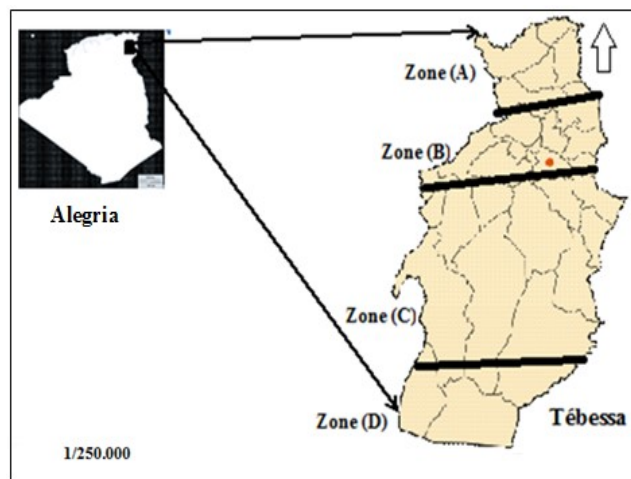 Zone (A)
Zone (B)
Alegria
Zone (C)
Zone (D)
Tébessa
1/250.000